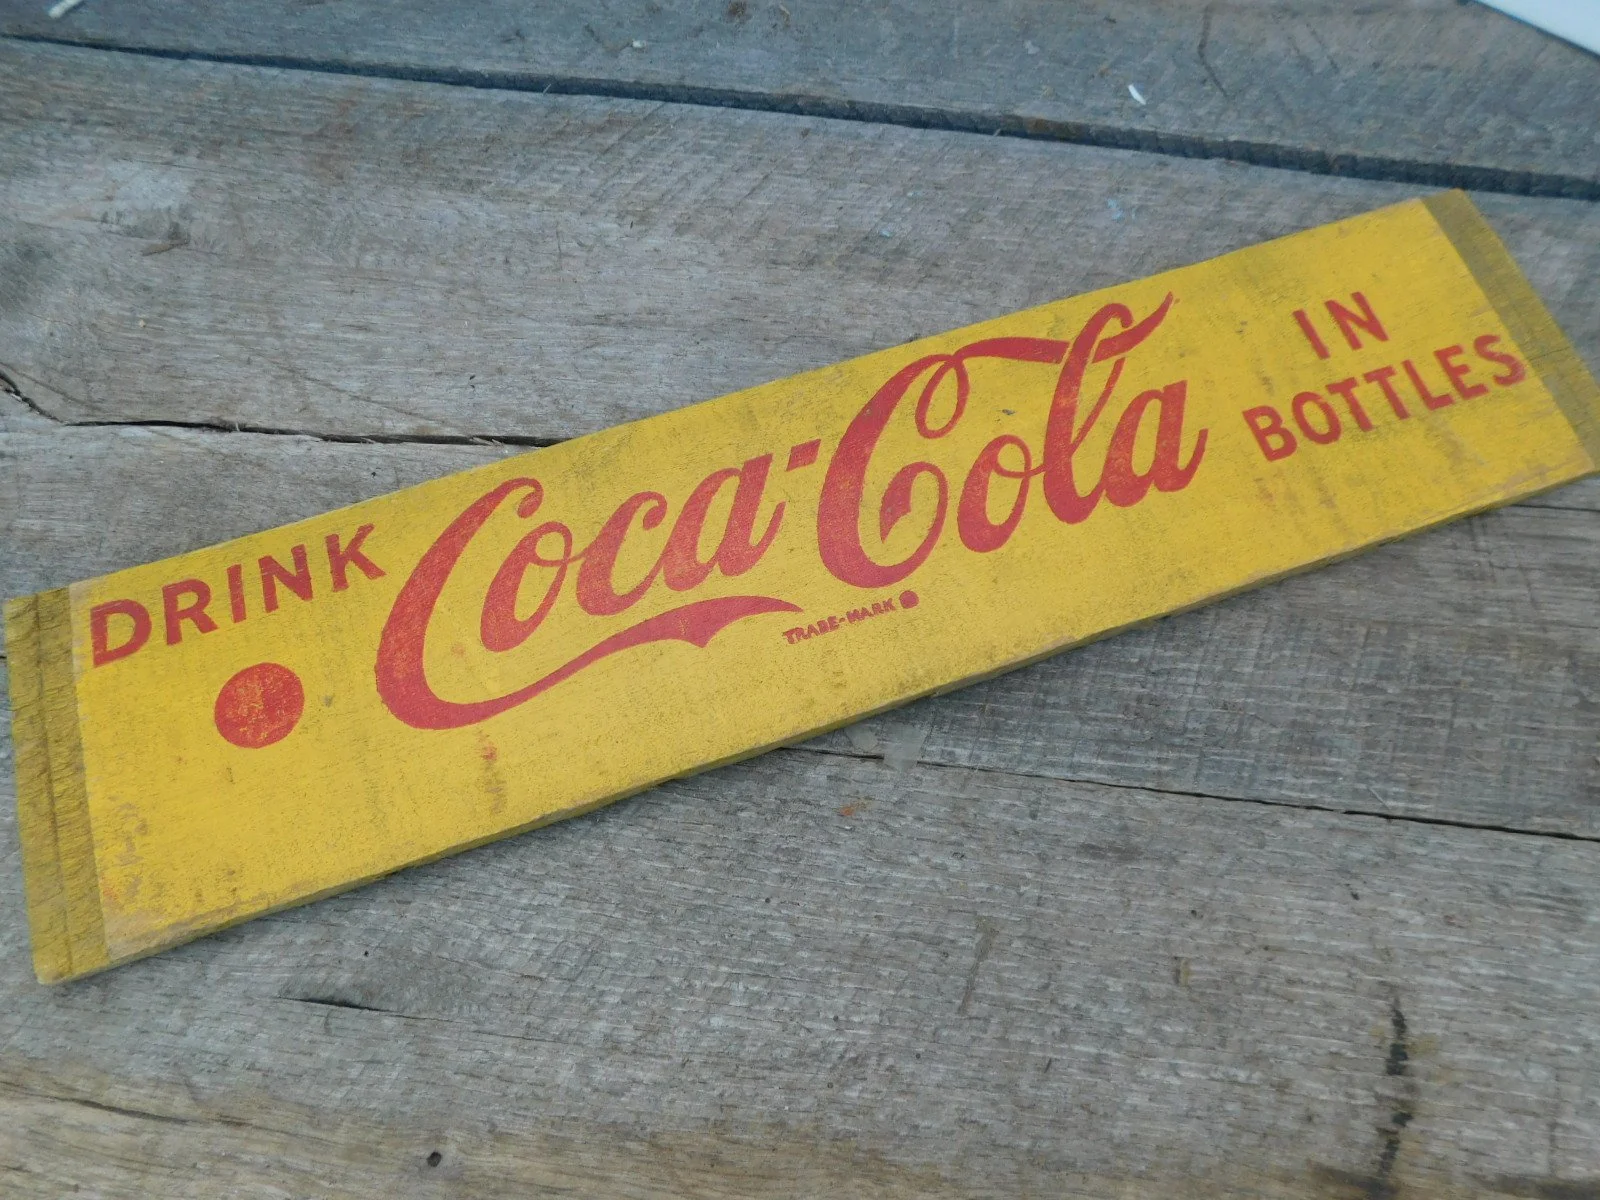 DRINK Coca-Cola IN
BOTTLES
TRADE-MARK ®